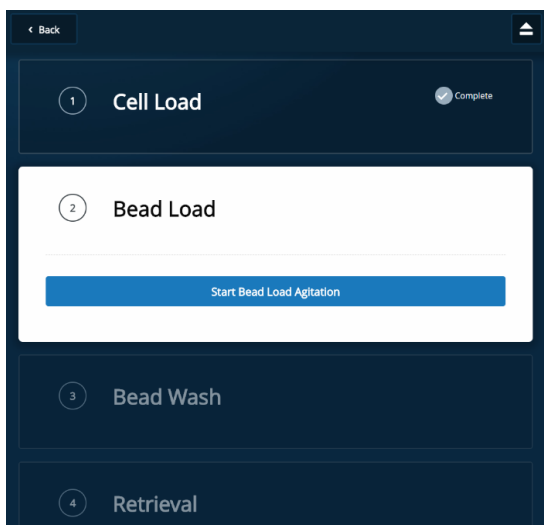 Back
1 Cell Load Complete
2 Bead Load
Start Bead Load Agitation
3 Bead Wash
4 Retrieval